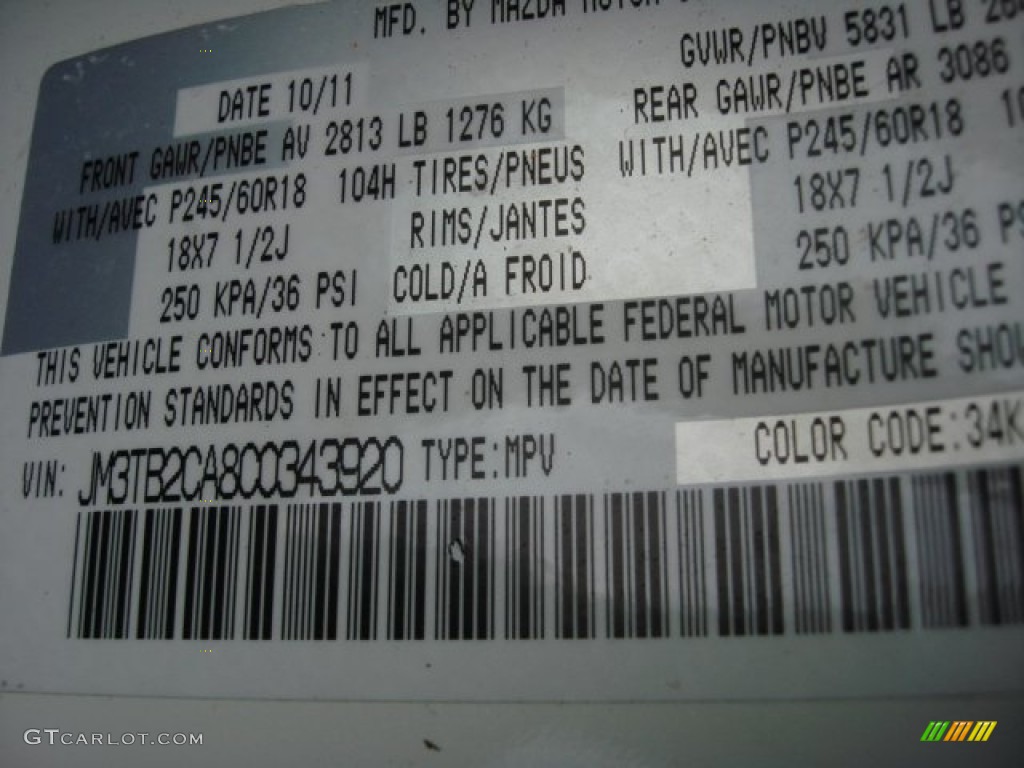 MFD. BY MAZDA MOTOR
GVWR/PNBV 5831 LB
DATE 10/11
FRONT GAWR/PNBE AV 2813 LB 1276 KG REAR GAWR/PNBE AR 3086
WITH/AVEC P245/60R18 104H TIRES/PNEUS WITH/AVEC P245/60R18
18X7 1/2J RIMS/JANTES 18X7 1/2J
250 KPA/36 PSI COLD/A FROID 250 KPA/36
THIS VEHICLE CONFORMS TO ALL APPLICABLE FEDERAL MOTOR VEHICLE
PREVENTION STANDARDS IN EFFECT ON THE DATE OF MANUFACTURE
VIN: JM3TB2CA8C0343920 TYPE:MPV COLOR CODE:34K
GTCARLOT.COM